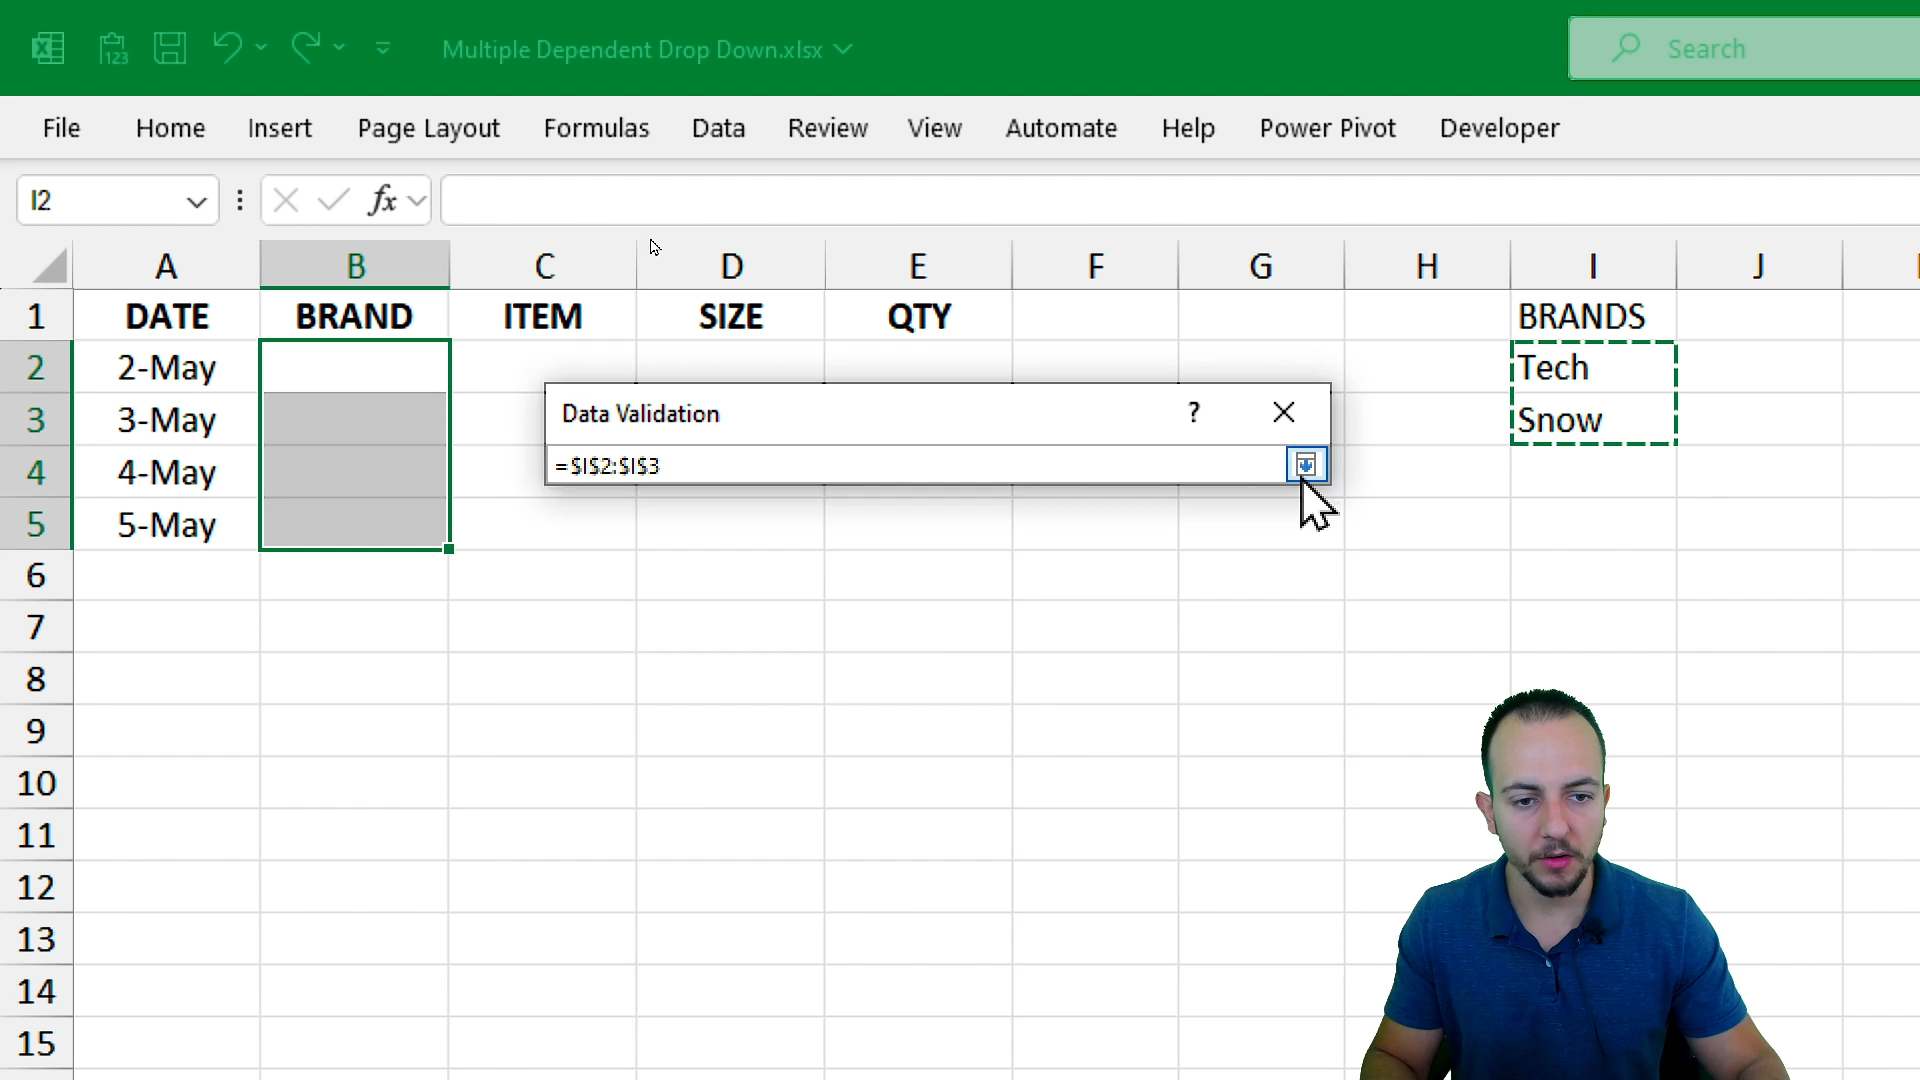 Multiple Dependent Drop Down.xlsx
Search
File Home Insert Page Layout Formulas Data Review View Automate Help Power Pivot Developer
I2 fx
A B C D E F G H I J
1 DATE BRAND ITEM SIZE QTY BRANDS
2 2-May Tech
3 3-May Snow
4 4-May
5 5-May
Data Validation ?
=$I$2:$I$3
6
7
8
9
10
11
12
13
14
15